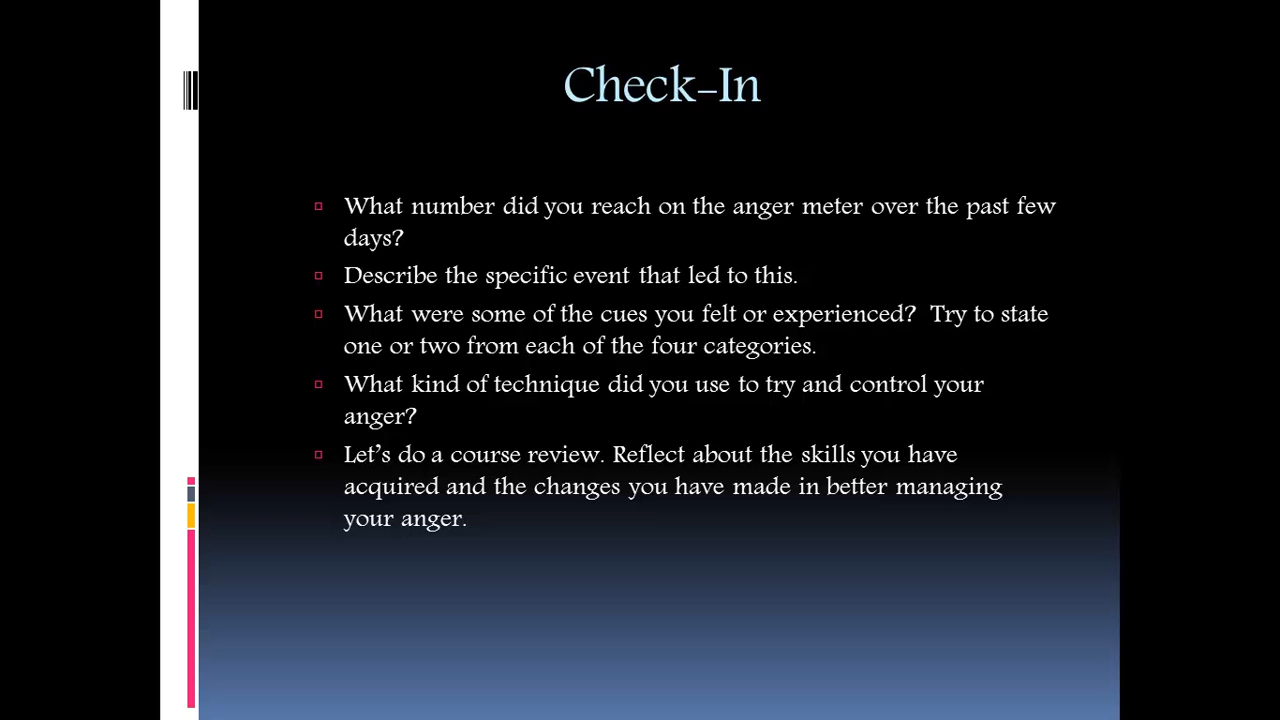 Check-In
What number did you reach on the anger meter over the past few
days?
Describe the specific event that led to this.
What were some of the cues you felt or experienced?  Try to state
one or two from each of the four categories.
What kind of technique did you use to try and control your
anger?
Let’s do a course review. Reflect about the skills you have
acquired and the changes you have made in better managing
your anger.